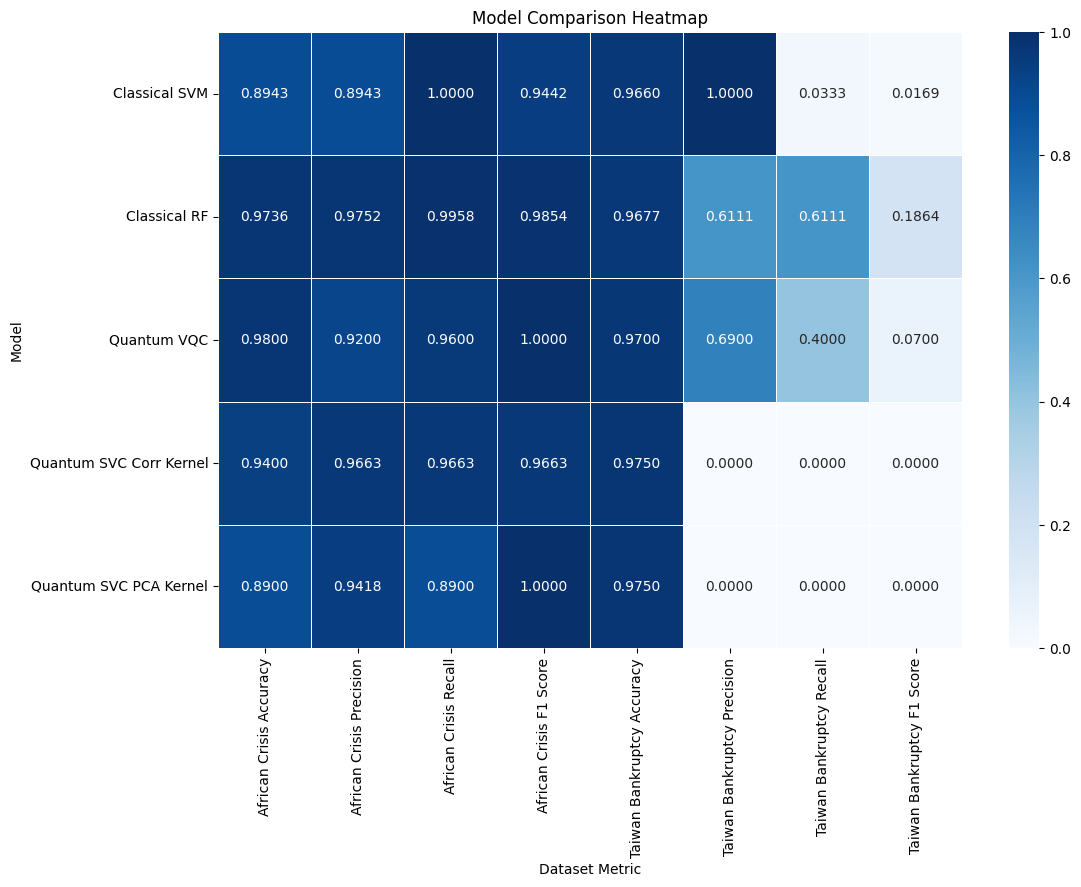 Model Comparison Heatmap
Model
Classical SVM 0.8943 0.8943 1.0000 0.9442 0.9660 1.0000 0.0333 0.0169
Classical RF 0.9736 0.9752 0.9958 0.9854 0.9677 0.6111 0.6111 0.1864
Quantum VQC 0.9800 0.9200 0.9600 1.0000 0.9700 0.6900 0.4000 0.0700
Quantum SVC Corr Kernel 0.9400 0.9663 0.9663 0.9663 0.9750 0.0000 0.0000 0.0000
Quantum SVC PCA Kernel 0.8900 0.9418 0.8900 1.0000 0.9750 0.0000 0.0000 0.0000
African Crisis Accuracy
African Crisis Precision
African Crisis Recall
African Crisis F1 Score
Taiwan Bankruptcy Accuracy
Taiwan Bankruptcy Precision
Taiwan Bankruptcy Recall
Taiwan Bankruptcy F1 Score
Dataset Metric
1.0
0.8
0.6
0.4
0.2
0.0